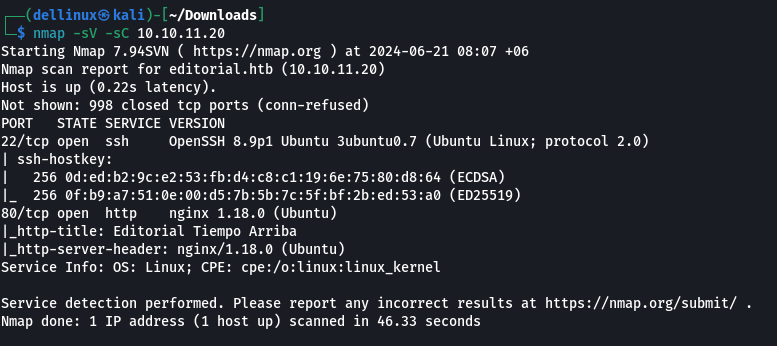 ┌──(dellinux㉿kali)-[~/Downloads]
└─$ nmap -sV -sC 10.10.11.20
Starting Nmap 7.94SVN ( https://nmap.org ) at 2024-06-21 08:07 +06
Nmap scan report for editorial.htb (10.10.11.20)
Host is up (0.22s latency).
Not shown: 998 closed tcp ports (conn-refused)
PORT   STATE SERVICE VERSION
22/tcp open  ssh     OpenSSH 8.9p1 Ubuntu 3ubuntu0.7 (Ubuntu Linux; protocol 2.0)
| ssh-hostkey:
|   256 0d:ed:b2:9c:e2:53:fb:d4:c8:c1:19:6e:75:80:d8:64 (ECDSA)
|_  256 0f:b9:a7:51:0e:00:d5:7b:5b:7c:5f:bf:2b:ed:53:a0 (ED25519)
80/tcp open  http    nginx 1.18.0 (Ubuntu)
|_http-title: Editorial Tiempo Arriba
|_http-server-header: nginx/1.18.0 (Ubuntu)
Service Info: OS: Linux; CPE: cpe:/o:linux:linux_kernel

Service detection performed. Please report any incorrect results at https://nmap.org/submit/ .
Nmap done: 1 IP address (1 host up) scanned in 46.33 seconds